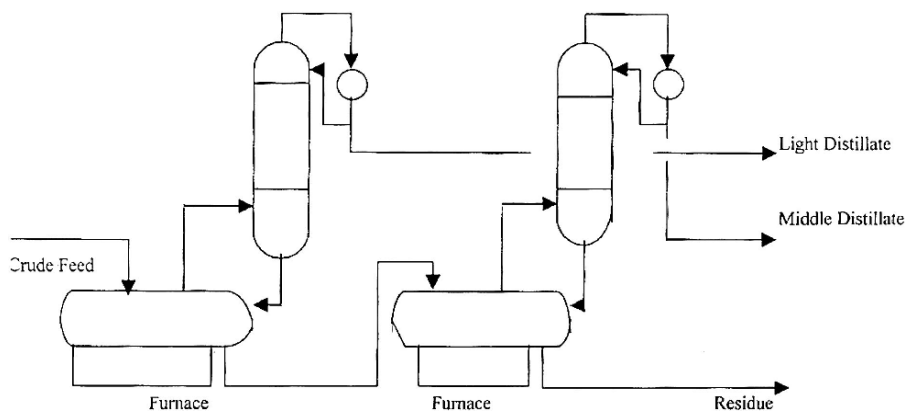 Light Distillate
Middle Distillate
Crude Feed
Furnace
Furnace
Residue